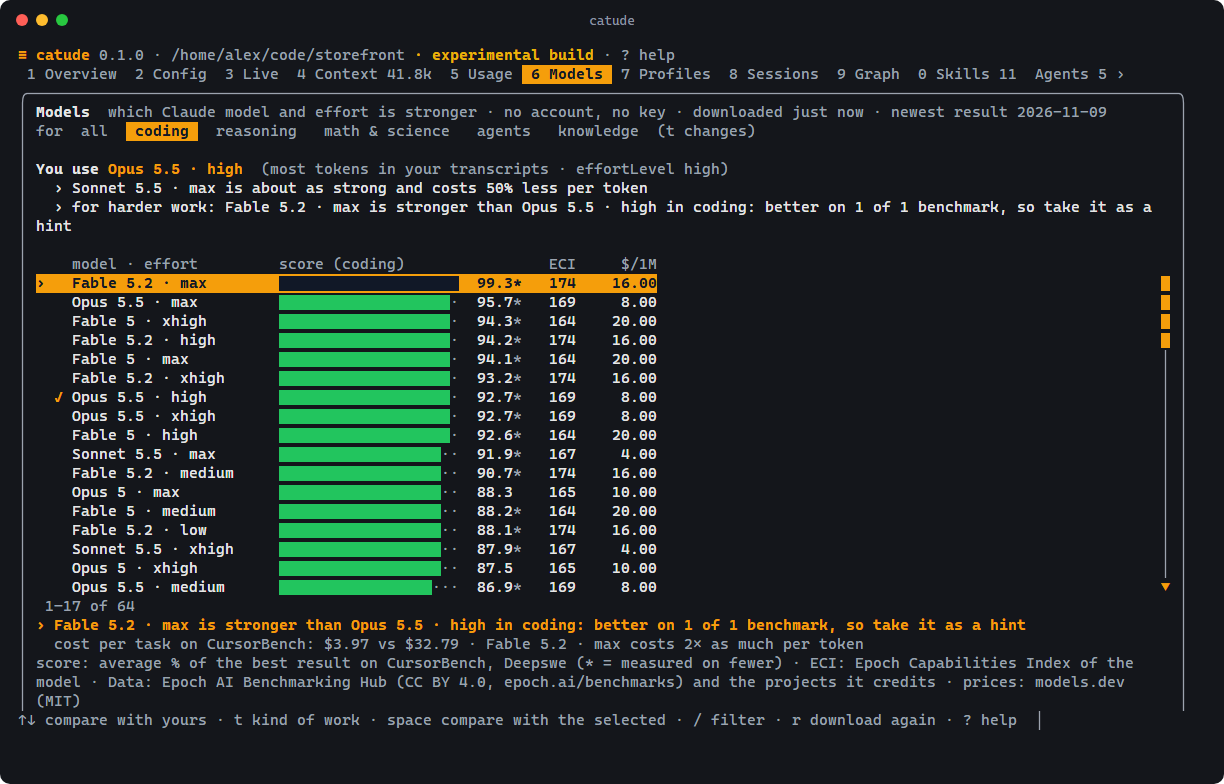 catude
≡ catude 0.1.0 · /home/alex/code/storefront · experimental build · ? help
1 Overview 2 Config 3 Live 4 Context 41.8k 5 Usage 6 Models 7 Profiles 8 Sessions 9 Graph 0 Skills 11 Agents 5 ›
Models which Claude model and effort is stronger · no account, no key · downloaded just now · newest result 2026-11-09
for all coding reasoning math & science agents knowledge (t changes)
You use Opus 5.5 · high (most tokens in your transcripts · effortLevel high)
› Sonnet 5.5 · max is about as strong and costs 50% less per token
› for harder work: Fable 5.2 · max is stronger than Opus 5.5 · high in coding: better on 1 of 1 benchmark, so take it as a
hint
model · effort score (coding) ECI $/1M
› Fable 5.2 · max 99.3* 174 16.00
Opus 5.5 · max 95.7* 169 8.00
Fable 5 · xhigh 94.3* 164 20.00
Fable 5.2 · high 94.2* 174 16.00
Fable 5 · max 94.1* 164 20.00
Fable 5.2 · xhigh 93.2* 174 16.00
✓ Opus 5.5 · high 92.7* 169 8.00
Opus 5.5 · xhigh 92.7* 169 8.00
Fable 5 · high 92.6* 164 20.00
Sonnet 5.5 · max 91.9* 167 4.00
Fable 5.2 · medium 90.7* 174 16.00
Opus 5 · max 88.3 165 10.00
Fable 5 · medium 88.2* 164 20.00
Fable 5.2 · low 88.1* 174 16.00
Sonnet 5.5 · xhigh 87.9* 167 4.00
Opus 5 · xhigh 87.5 165 10.00
Opus 5.5 · medium 86.9* 169 8.00
1–17 of 64
› Fable 5.2 · max is stronger than Opus 5.5 · high in coding: better on 1 of 1 benchmark, so take it as a hint
cost per task on CursorBench: $3.97 vs $32.79 · Fable 5.2 · max costs 2× as much per token
score: average % of the best result on CursorBench, Deepswe (* = measured on fewer) · ECI: Epoch Capabilities Index of the
model · Data: Epoch AI Benchmarking Hub (CC BY 4.0, epoch.ai/benchmarks) and the projects it credits · prices: models.dev
(MIT)
↑↓ compare with yours · t kind of work · space compare with the selected · / filter · r download again · ? help